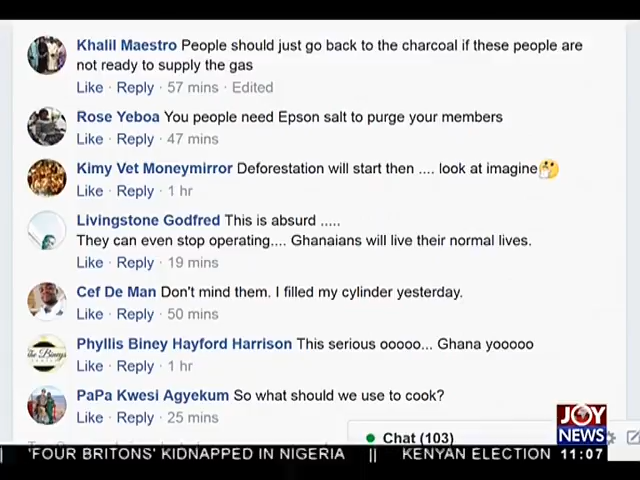 Khalil Maestro People should just go back to the charcoal if these people are
not ready to supply the gas
Like · Reply · 57 mins · Edited
Rose Yeboa You people need Epson salt to purge your members
Like · Reply · 47 mins
Kimy Vet Moneymirror Deforestation will start then .... look at imagine🤔
Like · Reply · 1 hr
Livingstone Godfred This is absurd .....
They can even stop operating.... Ghanaians will live their normal lives.
Like · Reply · 19 mins
Cef De Man Don't mind them. I filled my cylinder yesterday.
Like · Reply · 50 mins
The Bineys
Phyllis Biney Hayford Harrison This serious ooooo... Ghana yooooo
Like · Reply · 1 hr
PaPa Kwesi Agyekum So what should we use to cook?
Like · Reply · 25 mins
Chat (103)
JOY
NEWS
'FOUR BRITONS' KIDNAPPED IN NIGERIA || KENYAN ELECTION 11:07